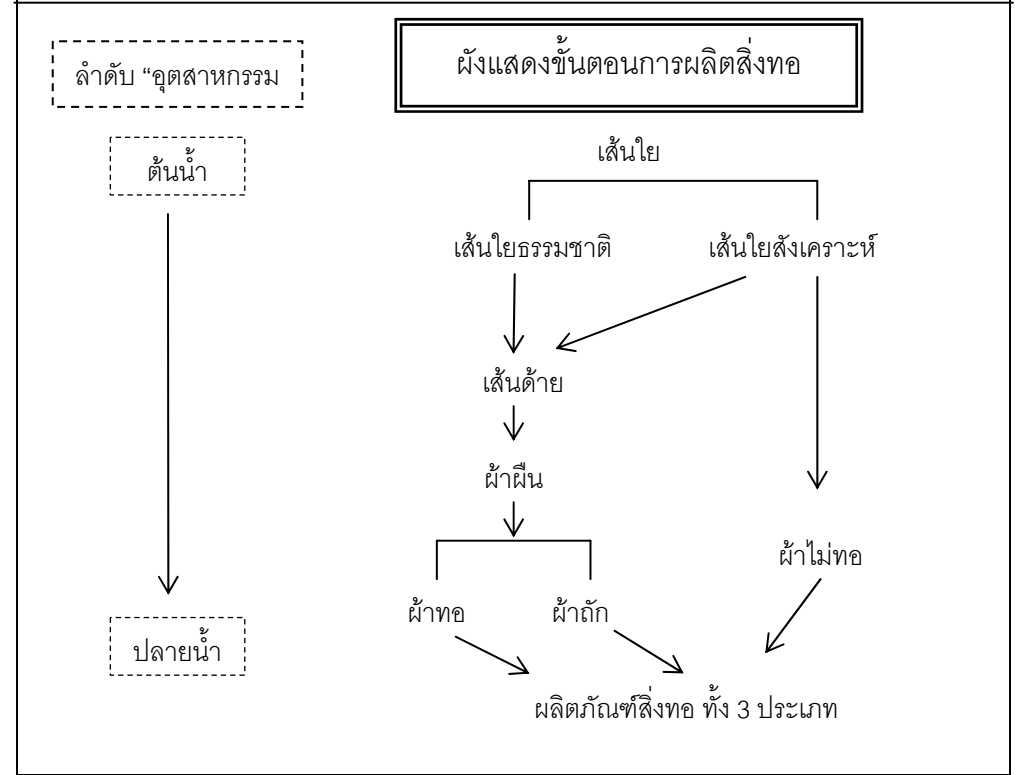 ลำดับ “อุตสาหกรรม
ผังแสดงขั้นตอนการผลิตสิ่งทอ
ต้นน้ำ
เส้นใย
เส้นใยธรรมชาติ
เส้นใยสังเคราะห์
เส้นด้าย
ผ้าผืน
ผ้าไม่ทอ
ผ้าทอ
ผ้าถัก
ปลายน้ำ
ผลิตภัณฑ์สิ่งทอ ทั้ง 3 ประเภท